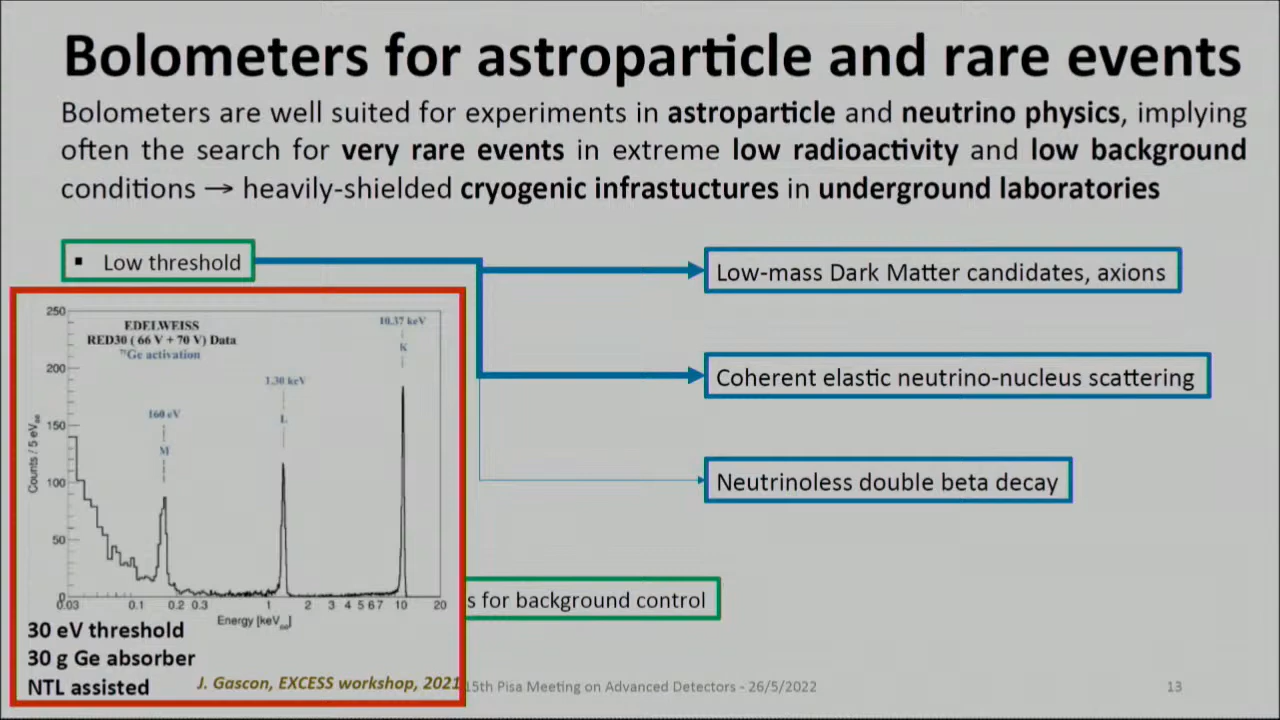 Bolometers for astroparticle and rare events
Bolometers are well suited for experiments in astroparticle and neutrino physics, implying
often the search for very rare events in extreme low radioactivity and low background
conditions → heavily-shielded cryogenic infrastuctures in underground laboratories
▪ Low threshold
Low-mass Dark Matter candidates, axions
Coherent elastic neutrino-nucleus scattering
Neutrinoless double beta decay
s for background control
EDELWEISS
RED30 ( 66 V + 70 V) Data
⁷¹Ge activation
10.37 keV
K
1.30 keV
L
160 eV
M
250
200
150
100
50
0
Counts / 5 eVee
0.03 0.1 0.2 0.3 1 2 3 4 5 6 7 10 20
Energy [keVee]
30 eV threshold
30 g Ge absorber
NTL assisted
J. Gascon, EXCESS workshop, 2021
15th Pisa Meeting on Advanced Detectors - 26/5/2022
13